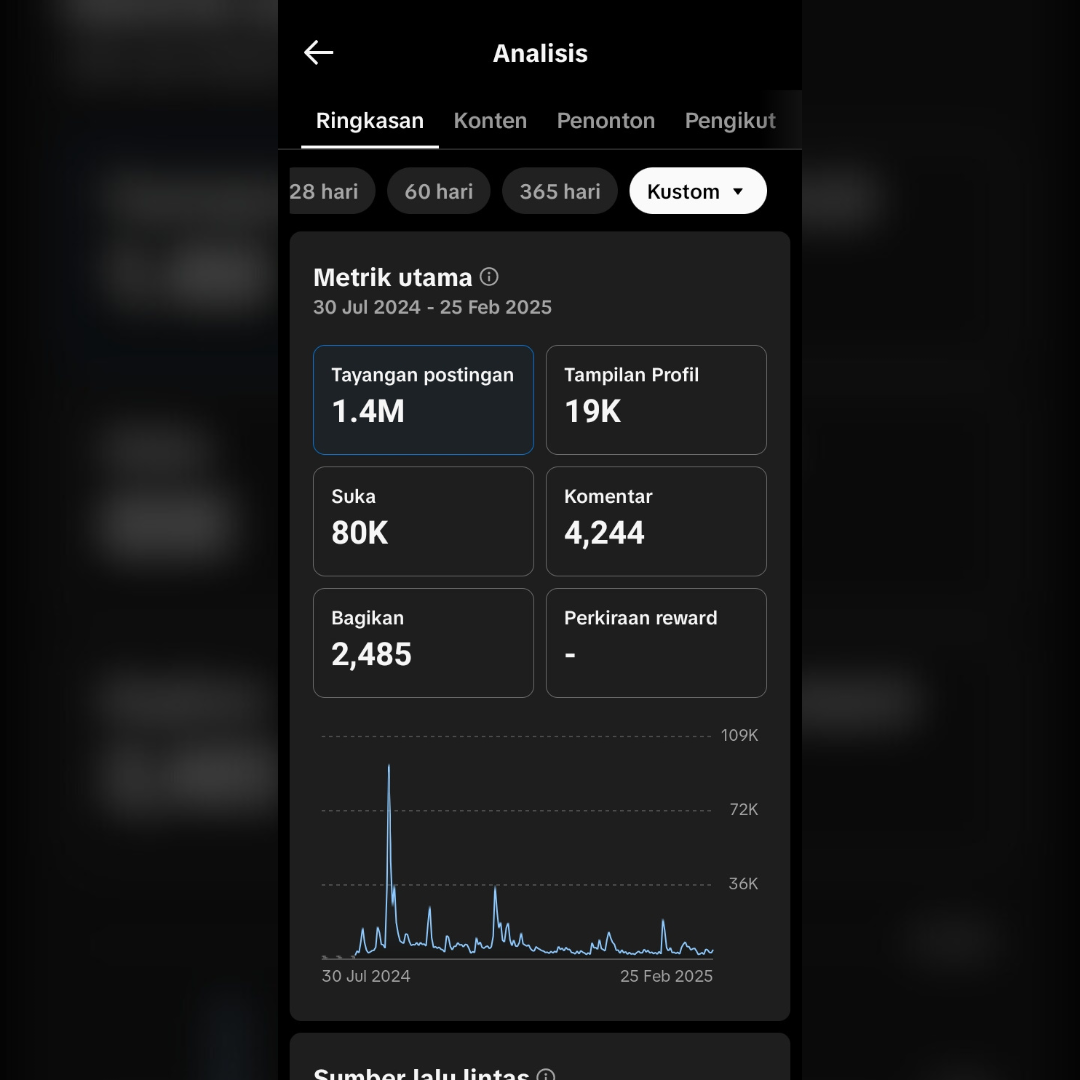 Analisis
Ringkasan Konten Penonton Pengikut
28 hari 60 hari 365 hari Kustom
Metrik utama
30 Jul 2024 - 25 Feb 2025
Tayangan postingan Tampilan Profil
1.4M 19K
Suka Komentar
80K 4,244
Bagikan Perkiraan reward
2,485 -
109K
72K
36K
30 Jul 2024 25 Feb 2025
Sumber lalu lintas